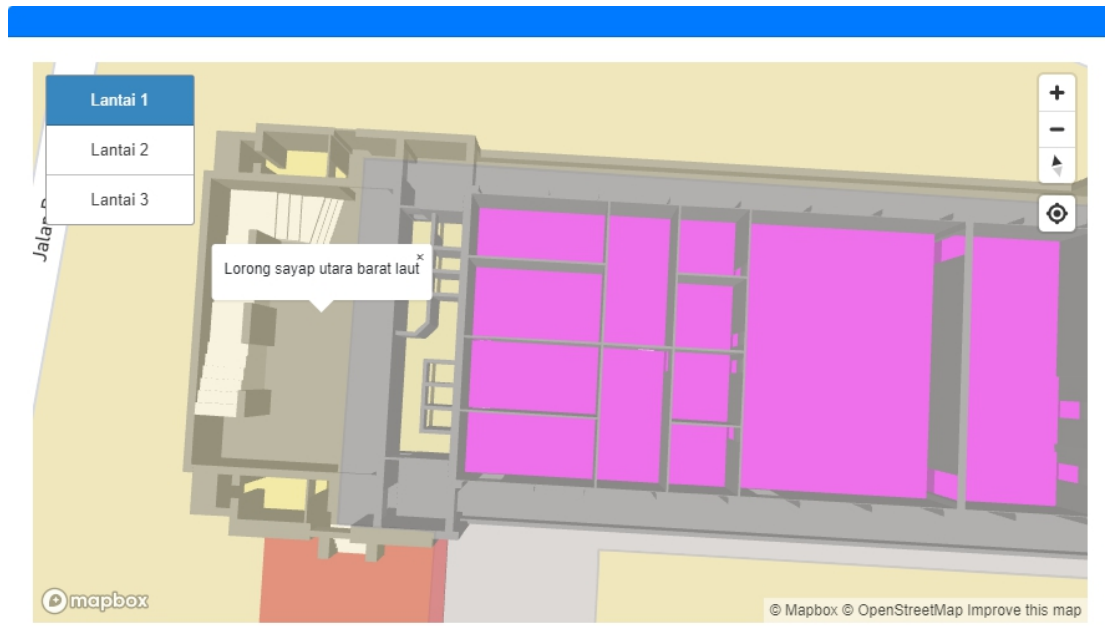 Lantai 1
Lantai 2
Lantai 3
Lorong sayap utara barat laut
×
mapbox
© Mapbox © OpenStreetMap Improve this map